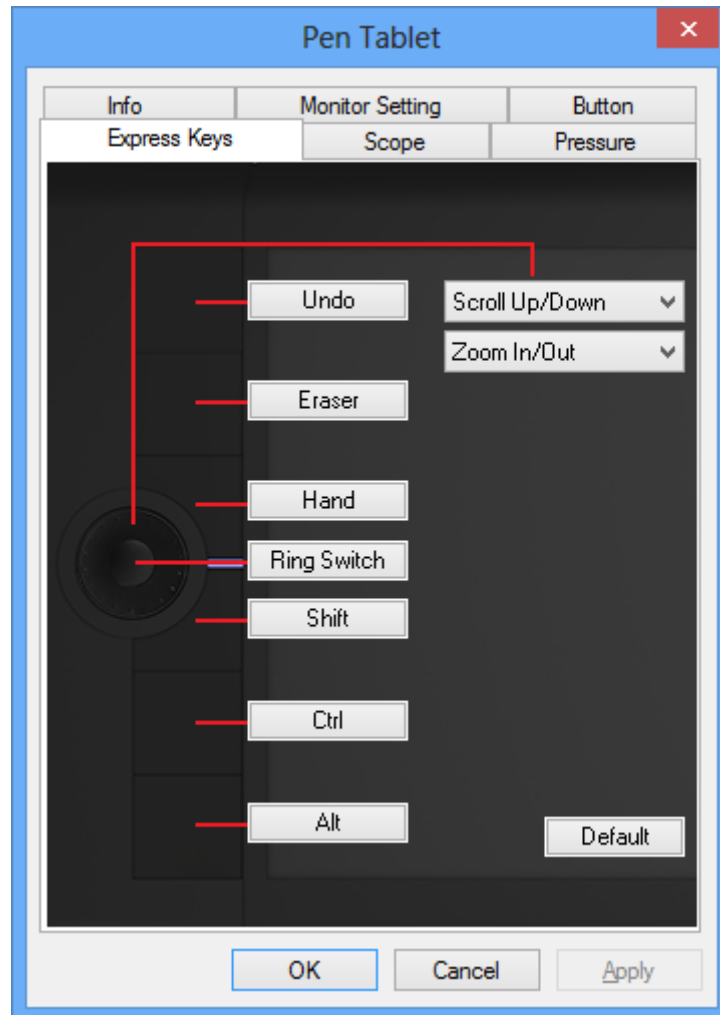 Pen Tablet
Info Monitor Setting Button
Express Keys Scope Pressure
Undo Scroll Up/Down
Zoom In/Out
Eraser
Hand
Ring Switch
Shift
Ctrl
Alt
Default
OK Cancel Apply